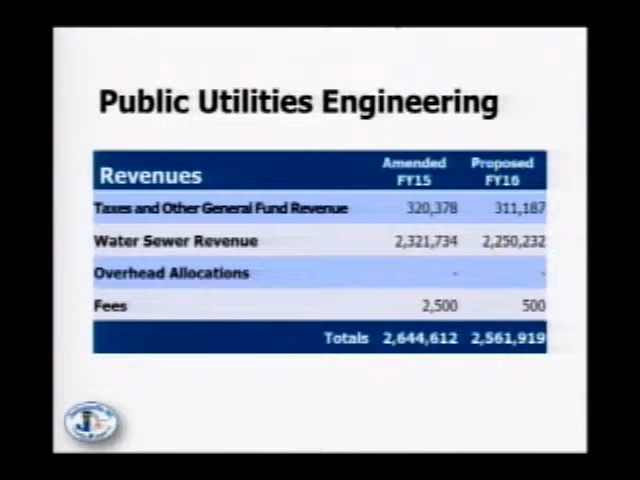 Public Utilities Engineering
Revenues Amended FY15 Proposed FY16
Taxes and Other General Fund Revenue 320,378 311,187
Water Sewer Revenue 2,321,734 2,250,232
Overhead Allocations - -
Fees 2,500 500
Totals 2,644,612 2,561,919